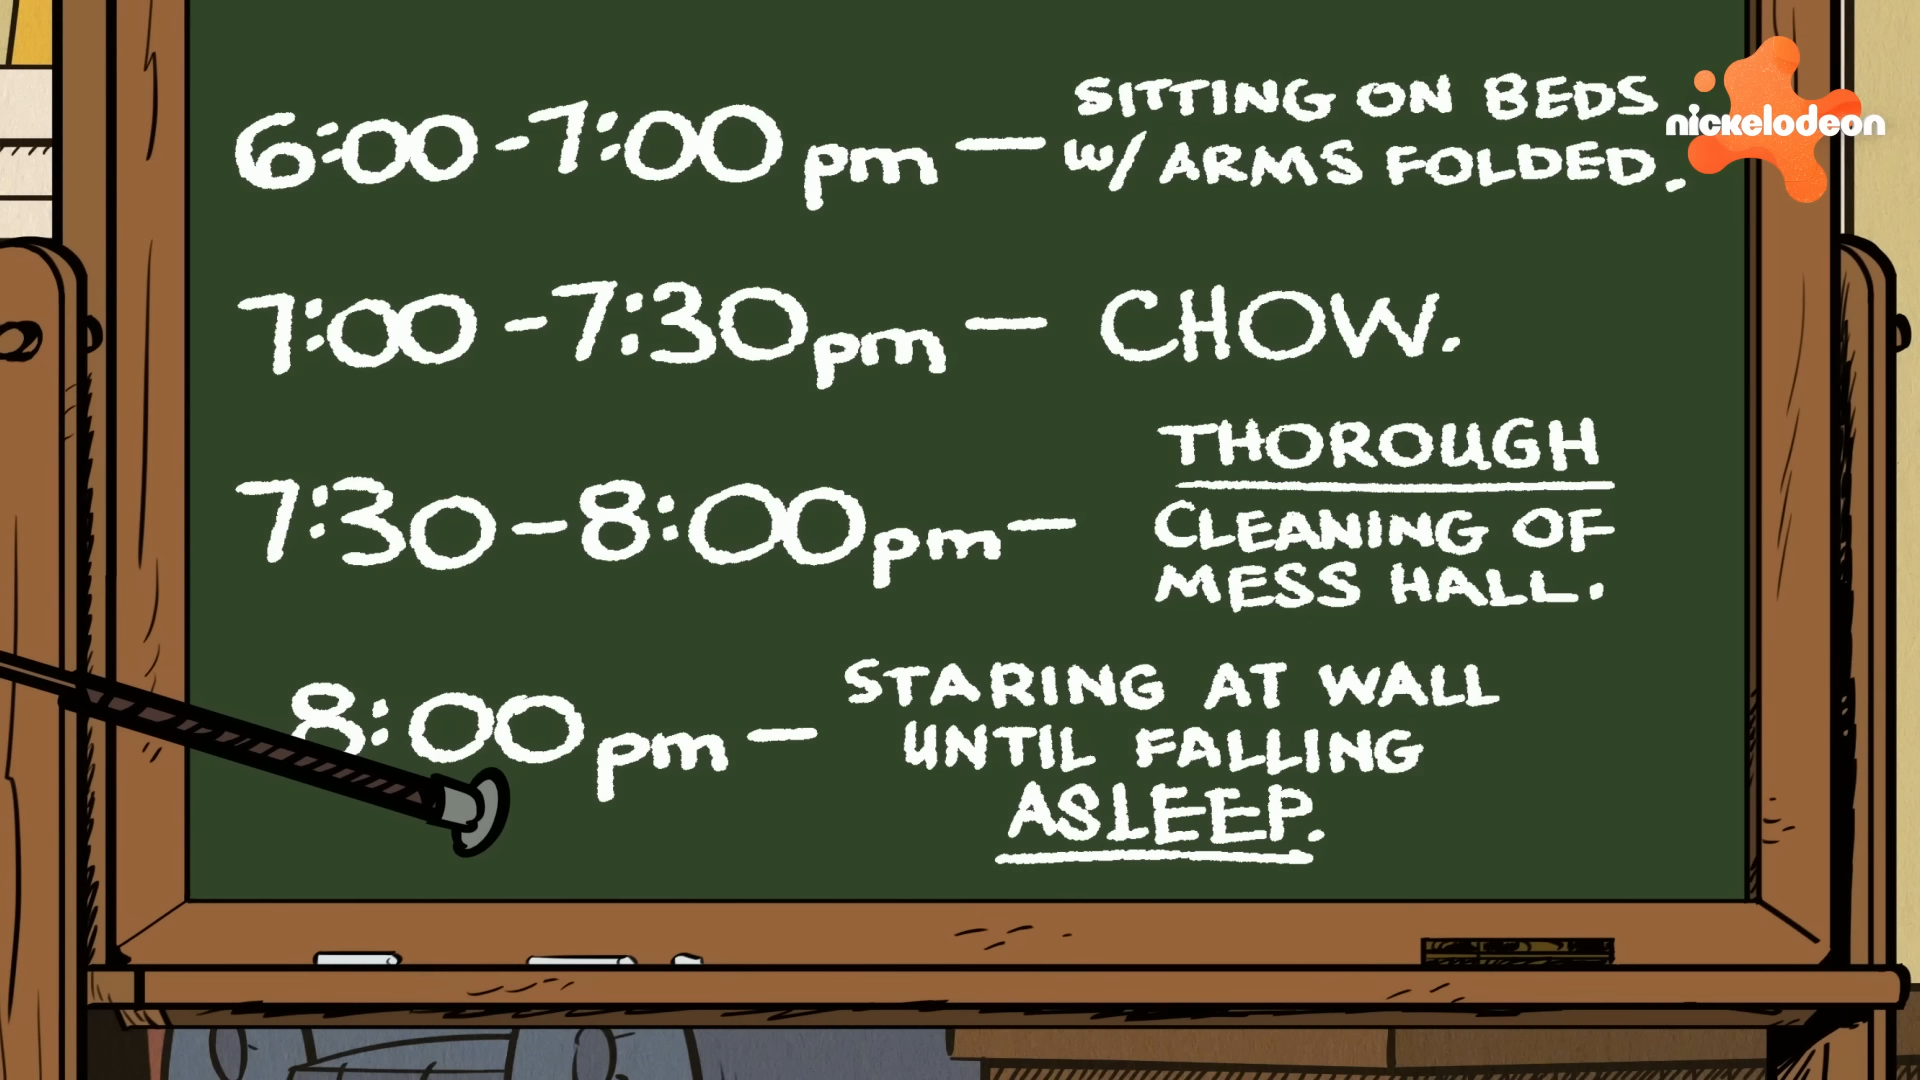 6:00-7:00 pm — SITTING ON BEDS
w/ ARMS FOLDED.
nickelodeon
7:00-7:30pm — CHOW.
7:30-8:00pm — THOROUGH
CLEANING OF
MESS HALL.
8:00pm — STARING AT WALL
UNTIL FALLING
ASLEEP.